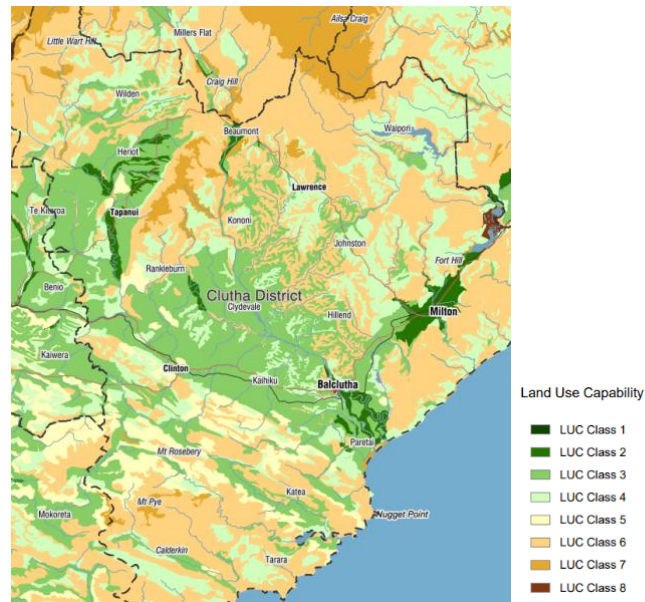 Ailsa Craig
Millers Flat
Little Wart Hill
Craig Hill
Wilden
Beaumont
Waipori
Heriot
Lawrence
Te Kiteroa
Tapanui
Kononi
Johnston
Fort Hill
Rankleburn
Benio
Clutha District
Clydevale
Milton
Hillend
Kaiwera
Clinton
Kaihiku
Balclutha
Paretai
Mt Rosebery
Katea
Mt Pye
Nugget Point
Mokoreta
Calderkin
Tarara
Land Use Capability
LUC Class 1
LUC Class 2
LUC Class 3
LUC Class 4
LUC Class 5
LUC Class 6
LUC Class 7
LUC Class 8